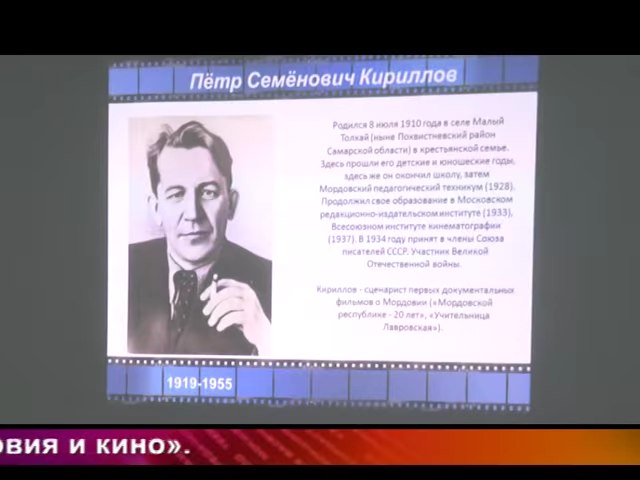 Пётр Семёнович Кириллов
Родился 8 июля 1910 года в селе Малый
Толкай (ныне Похвистневский район
Самарской области) в крестьянской семье.
Здесь прошли его детские и юношеские годы,
здесь же он окончил школу, затем
Мордовский педагогический техникум (1928).
Продолжил свое образование в Московском
редакционно-издательском институте (1933),
Всесоюзном институте кинематографии
(1937). В 1934 году принят в члены Союза
писателей СССР. Участник Великой
Отечественной войны.
Кириллов - сценарист первых документальных
фильмов о Мордовии («Мордовской
республике - 20 лет», «Учительница
Лавровская»).
1919-1955
овия и кино».